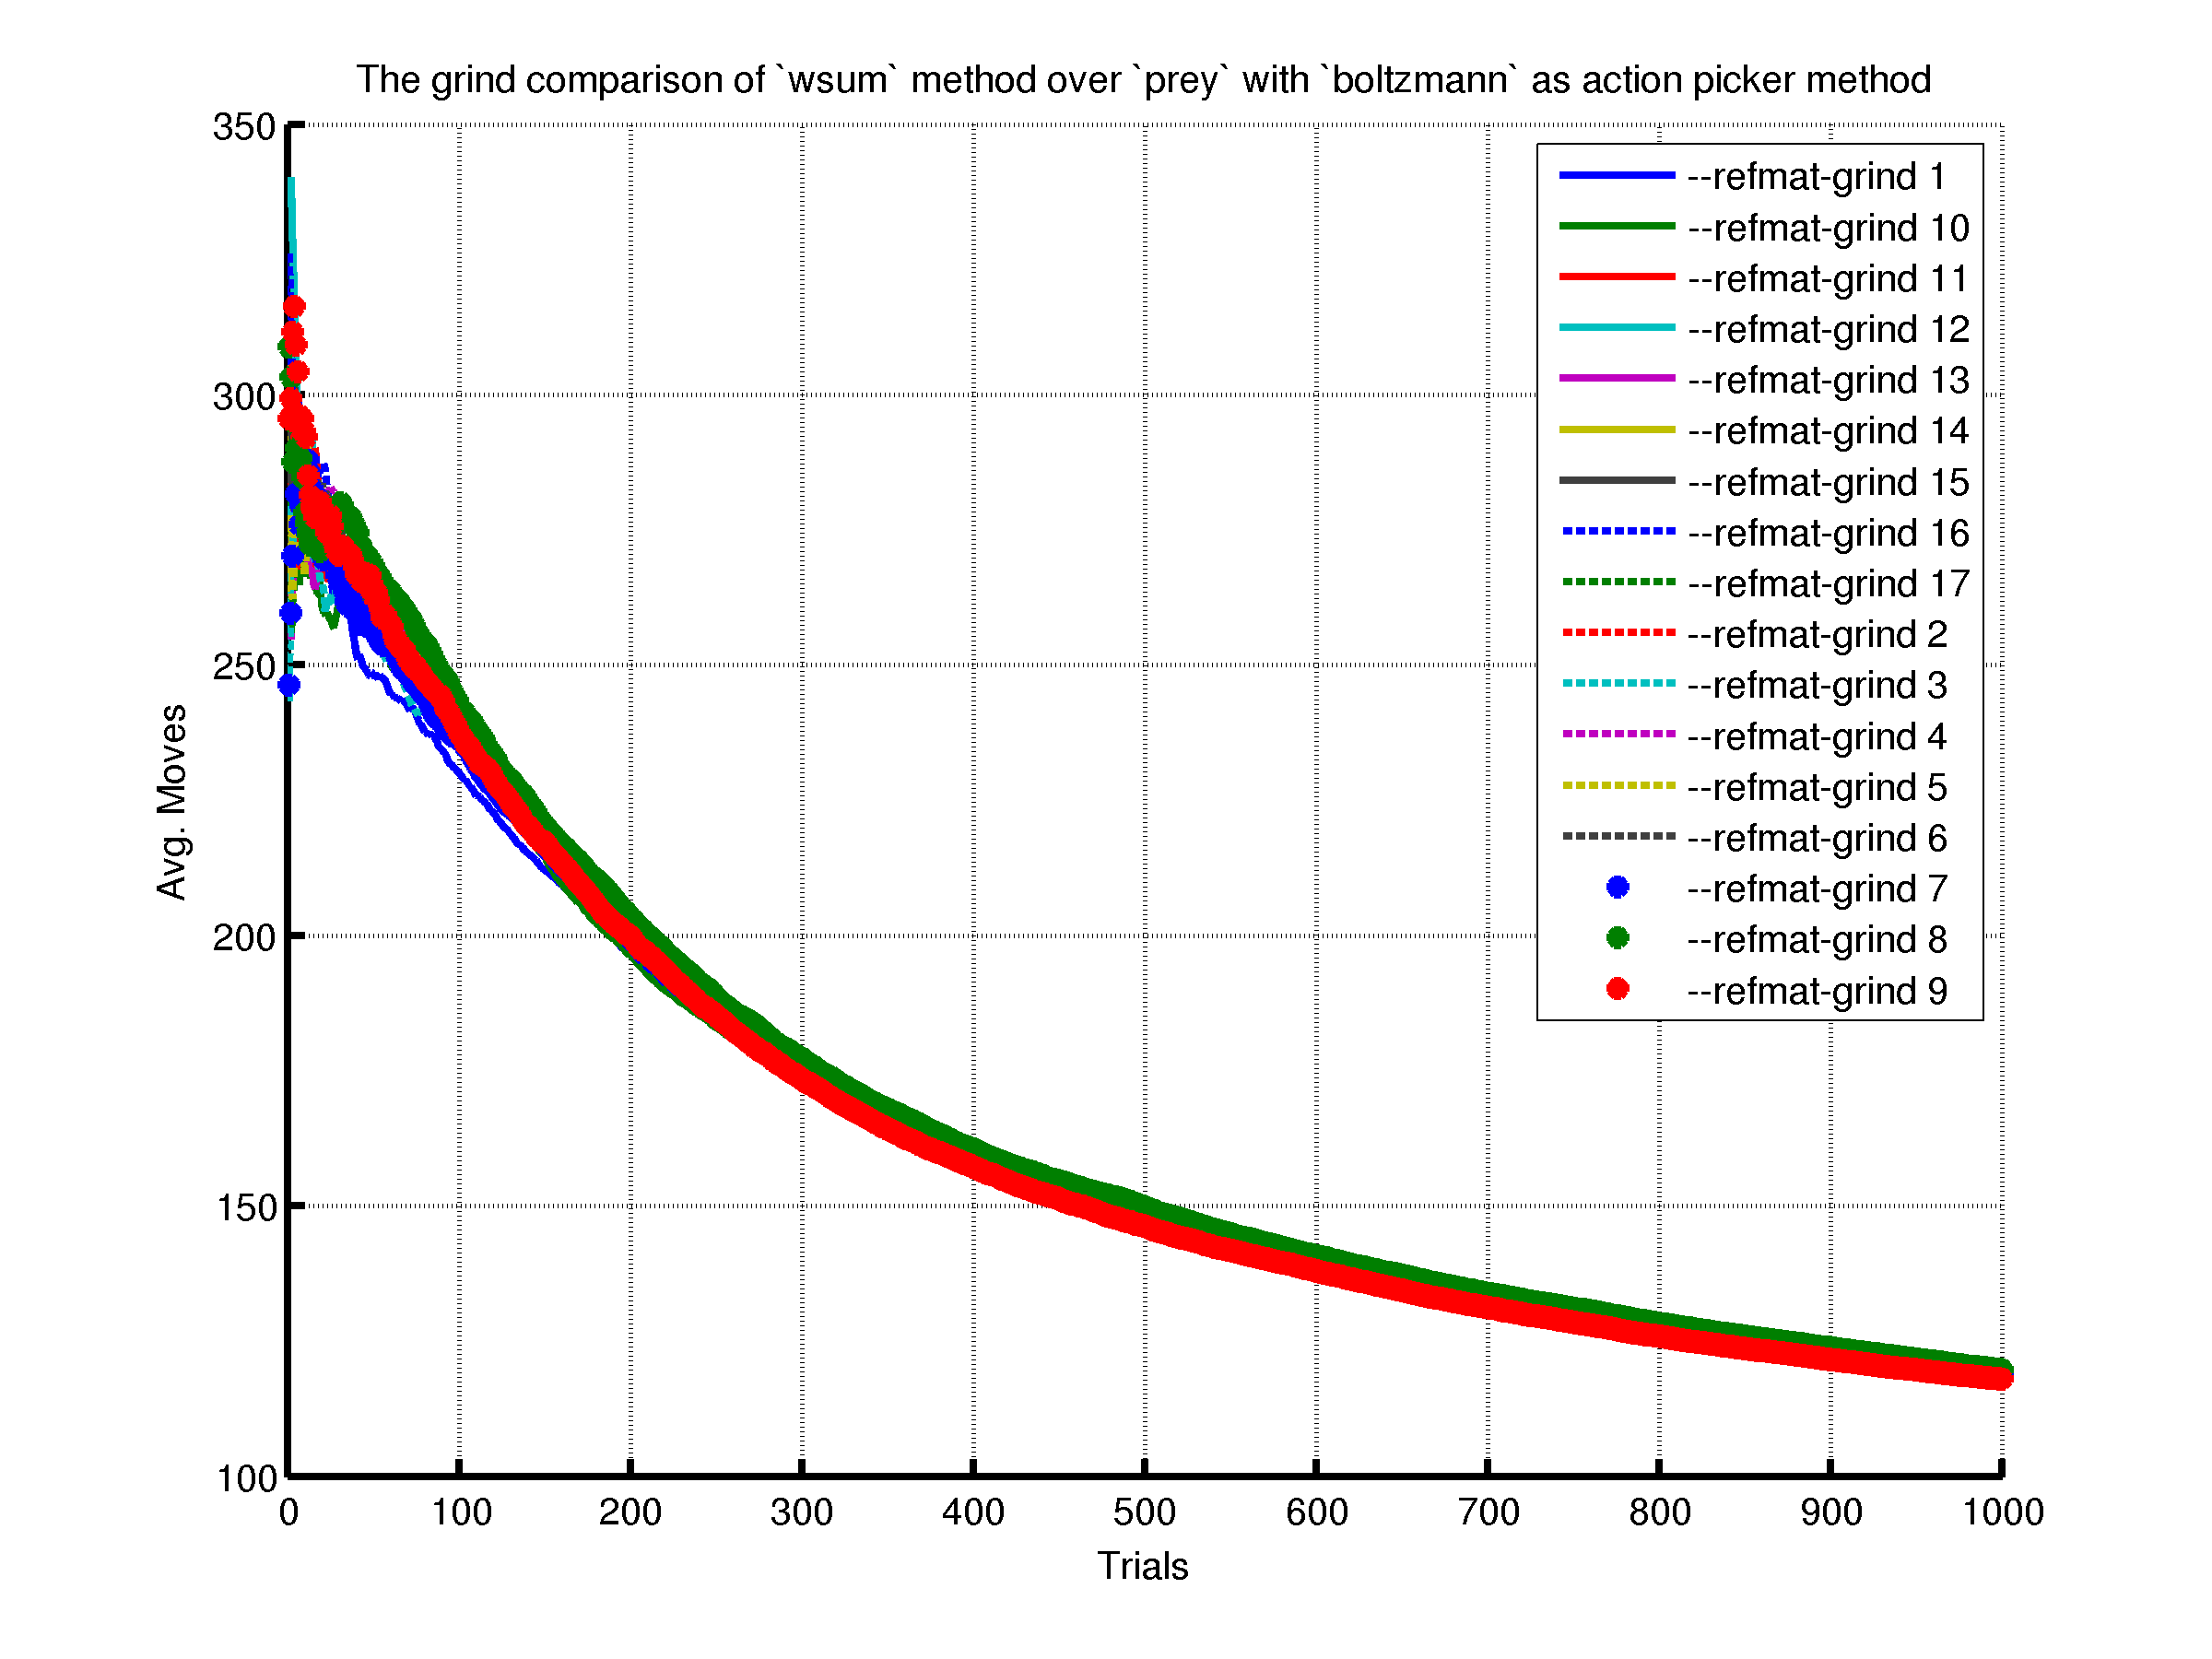 The grind comparison of `wsum` method over `prey` with `boltzmann` as action picker method
350
300
250
200
150
100
Avg. Moves
0 100 200 300 400 500 600 700 800 900 1000
Trials
--refmat-grind 1
--refmat-grind 10
--refmat-grind 11
--refmat-grind 12
--refmat-grind 13
--refmat-grind 14
--refmat-grind 15
--refmat-grind 16
--refmat-grind 17
--refmat-grind 2
--refmat-grind 3
--refmat-grind 4
--refmat-grind 5
--refmat-grind 6
--refmat-grind 7
--refmat-grind 8
--refmat-grind 9